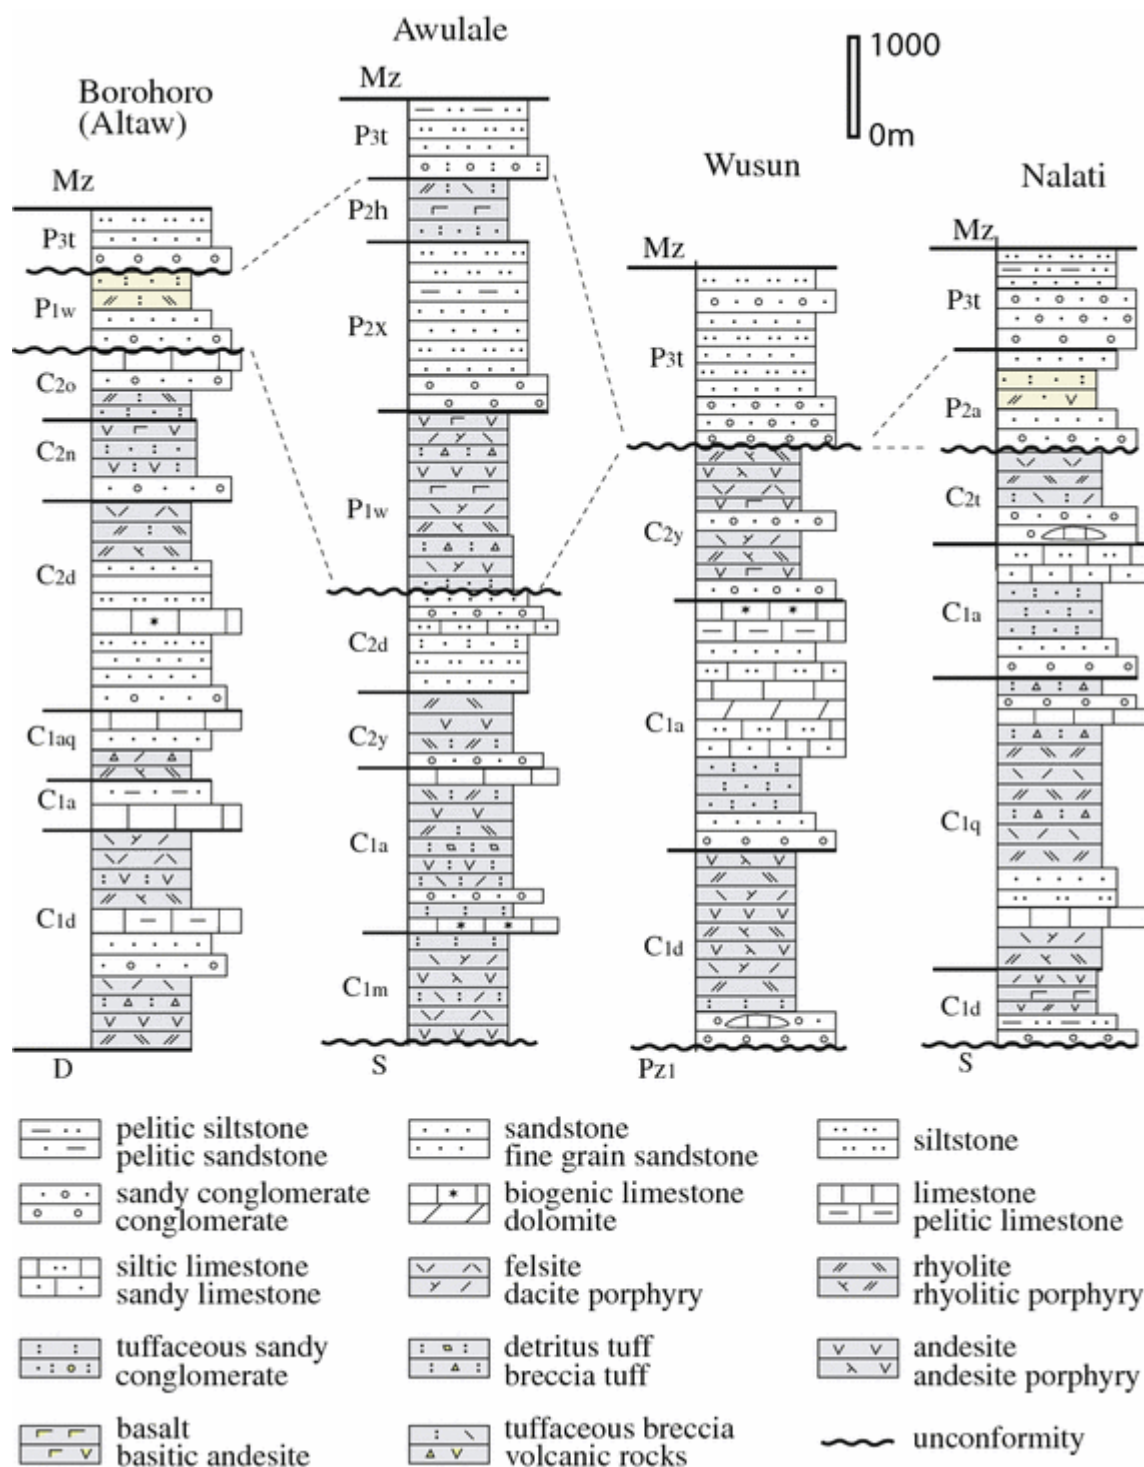 Awulale
1000
0m
Borohoro
(Altaw)
Mz
Wusun
Nalati
Mz
P3t
P1w
C2o
C2n
C2d
C1aq
C1a
C1d
D
Mz
P3t
P2h
P2x
P1w
C2d
C2y
C1a
C1m
S
Mz
P3t
C2y
C1a
C1d
Pz1
Mz
P3t
P2a
C2t
C1a
C1q
C1d
S
pelitic siltstone
pelitic sandstone
sandstone
fine grain sandstone
siltstone
sandy conglomerate
conglomerate
biogenic limestone
dolomite
limestone
pelitic limestone
siltic limestone
sandy limestone
felsite
dacite porphyry
rhyolite
rhyolitic porphyry
tuffaceous sandy
conglomerate
detritus tuff
breccia tuff
andesite
andesite porphyry
basalt
basitic andesite
tuffaceous breccia
volcanic rocks
unconformity